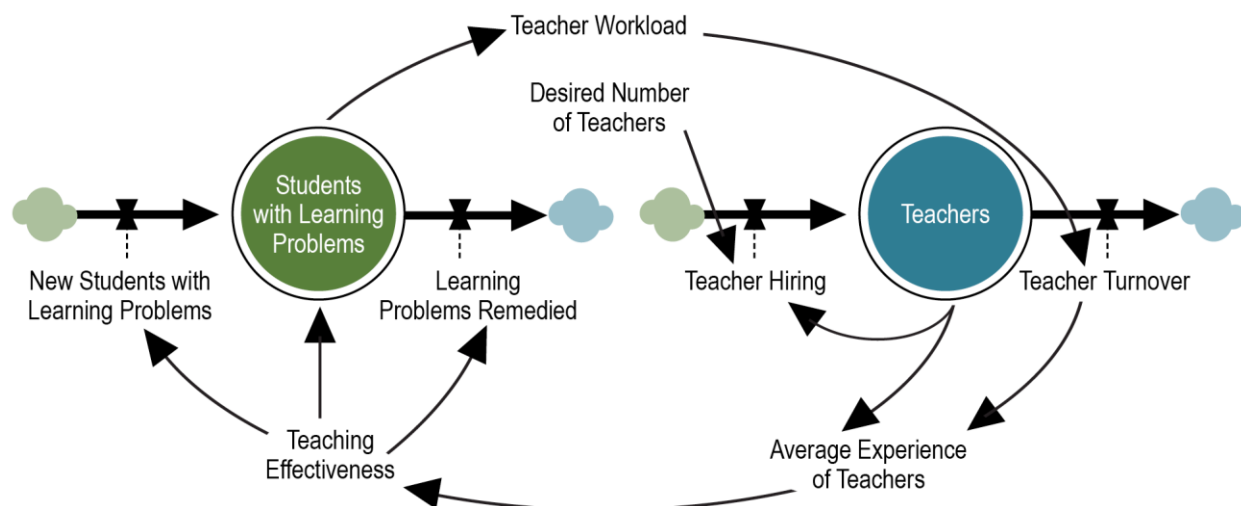 Teacher Workload
Desired Number
of Teachers
Students
with Learning
Problems
Teachers
New Students with
Learning Problems
Learning
Problems Remedied
Teacher Hiring
Teacher Turnover
Teaching
Effectiveness
Average Experience
of Teachers